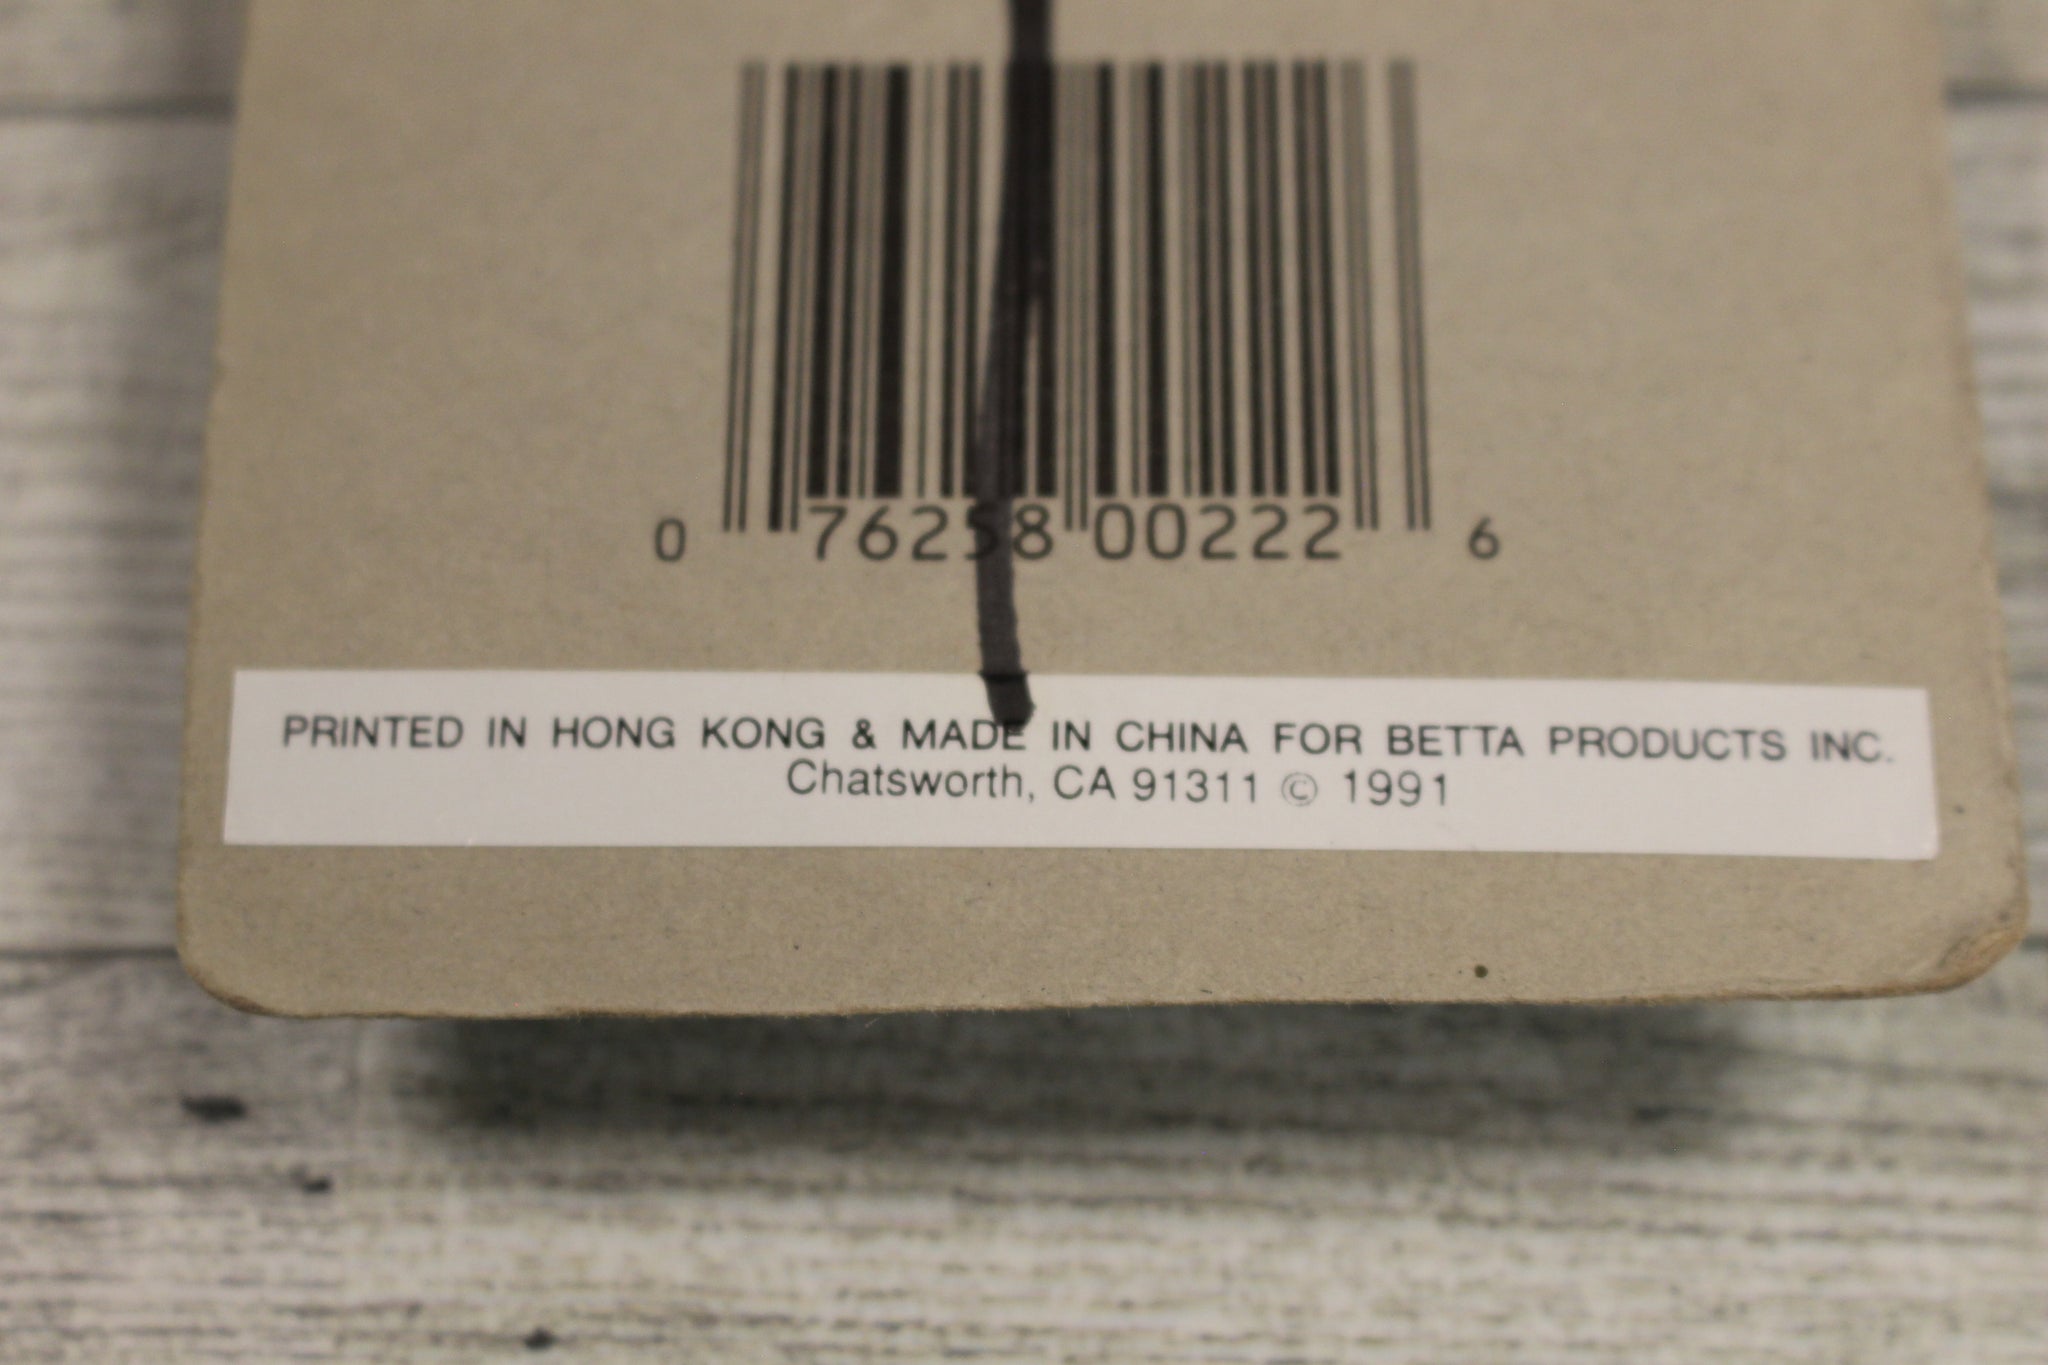 0 76258 00222 6
PRINTED IN HONG KONG & MADE IN CHINA FOR BETTA PRODUCTS INC.
Chatsworth, CA 91311 © 1991